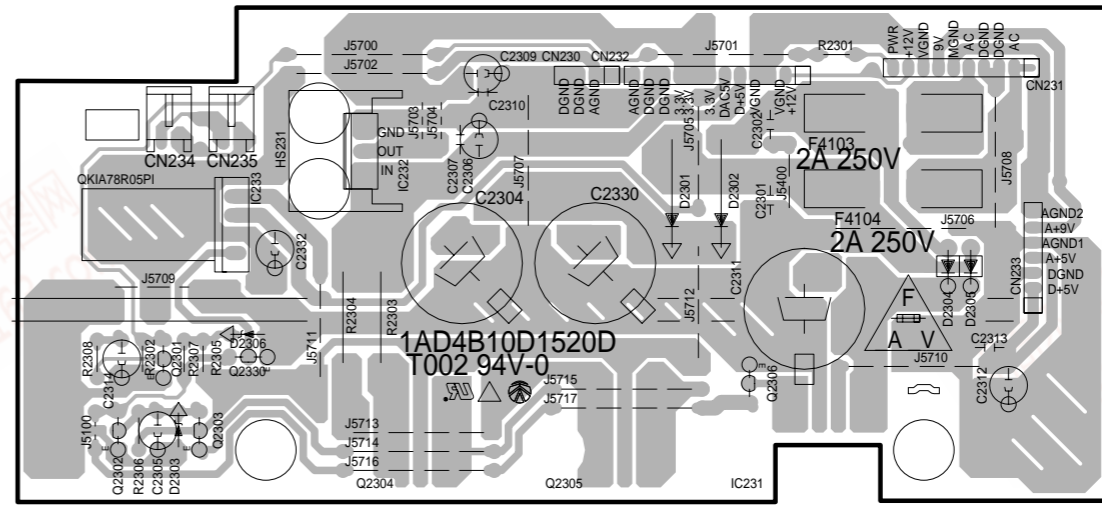 J5700
J5702
C2309
CN230
CN232
J5701
R2301
PWR
+12V
VGND
9V
MGND
AC
DGND
DGND
AC
CN231
C2310
DGND
DGND
AGND
AGND
DGND
DGND
3.3V
3.3V
3.3V
DAC5V
D+5V
VGND
VGND
+12V
CN234
CN235
HS231
GND
OUT
IN
IC232
J5703
J5704
C2307
C2306
J5707
J5705
C2302
F4103
2A 250V
J5708
QKIA78R05PI
IC233
C2304
C2330
D2301
D2302
C2301
J5400
F4104
2A 250V
J5706
AGND2
A+9V
AGND1
A+5V
DGND
D+5V
CN233
C2332
J5709
R2304
R2303
J5712
C2311
D2304
D2305
F
A V
C2313
J5711
1AD4B10D1520D
T002 94V-0
R2308
C2314
R2302
E
Q2301
R2307
R2305
D2306
Q2330
E
J5710
C2312
J5715
J5717
E
Q2306
J5713
J5714
J5716
J5100
Q2302
E
R2306
C2305
D2303
E
Q2303
Q2304
Q2305
IC231